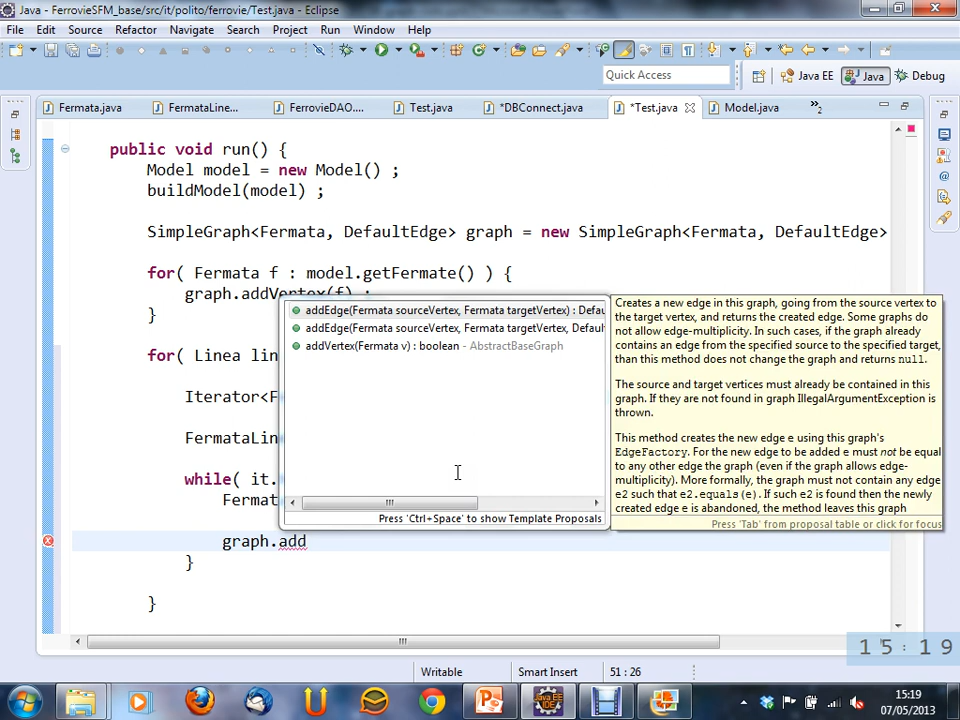 Java - FerrovieSFM_base/src/it/polito/ferrovie/Test.java - Eclipse
File Edit Source Refactor Navigate Search Project Run Window Help
Quick Access
Java EE Java Debug
Fermata.java FermataLine... FerrovieDAO.... Test.java *DBConnect.java *Test.java Model.java »2
public void run() {
Model model = new Model() ;
buildModel(model) ;
SimpleGraph<Fermata, DefaultEdge> graph = new SimpleGraph<Fermata, DefaultEdge>
for( Fermata f : model.getFermate() ) {
graph.addVertex(f) ;
}
for( Linea lin
Iterator<F
FermataLin
while( it.
Fermat
graph.add
}
}
addEdge(Fermata sourceVertex, Fermata targetVertex) : Defau
addEdge(Fermata sourceVertex, Fermata targetVertex, Default
addVertex(Fermata v) : boolean - AbstractBaseGraph
Press 'Ctrl+Space' to show Template Proposals
Creates a new edge in this graph, going from the source vertex to
the target vertex, and returns the created edge. Some graphs do
not allow edge-multiplicity. In such cases, if the graph already
contains an edge from the specified source to the specified target,
than this method does not change the graph and returns null.
The source and target vertices must already be contained in this
graph. If they are not found in graph IllegalArgumentException is
thrown.
This method creates the new edge e using this graph's
EdgeFactory. For the new edge to be added e must not be equal
to any other edge the graph (even if the graph allows edge-
multiplicity). More formally, the graph must not contain any edge
e2 such that e2.equals(e). If such e2 is found then the newly
created edge e is abandoned, the method leaves this graph
Press 'Tab' from proposal table or click for focus
15:19
Writable Smart Insert 51 : 26
15:19
07/05/2013